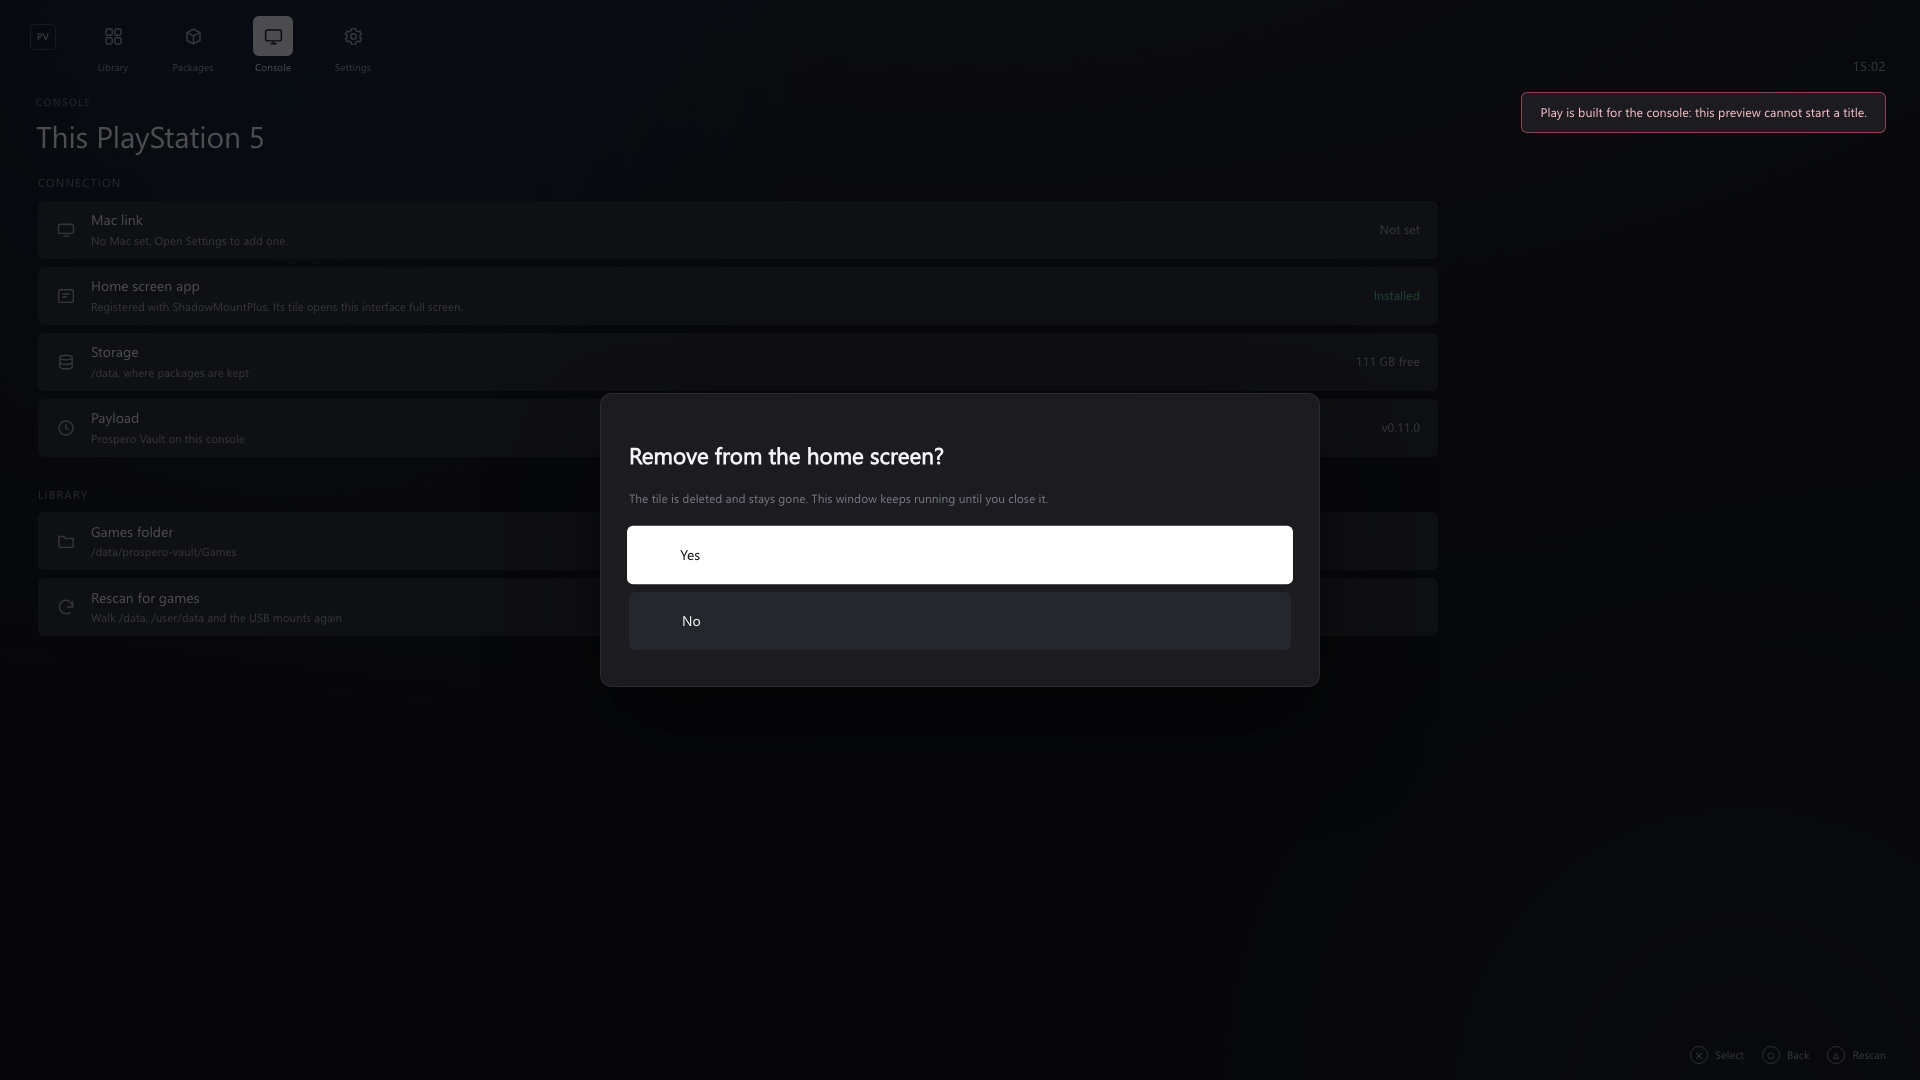 PV
Library
Packages
Console
Settings
15:02
CONSOLE
This PlayStation 5
Play is built for the console: this preview cannot start a title.
CONNECTION
Mac link
No Mac set. Open Settings to add one.
Not set
Home screen app
Registered with ShadowMountPlus. Its tile opens this interface full screen.
Installed
Storage
/data, where packages are kept
111 GB free
Payload
Prospero Vault on this console
v0.11.0
Remove from the home screen?
The tile is deleted and stays gone. This window keeps running until you close it.
Yes
No
LIBRARY
Games folder
/data/prospero-vault/Games
Rescan for games
Walk /data, /user/data and the USB mounts again
Select
Back
Rescan